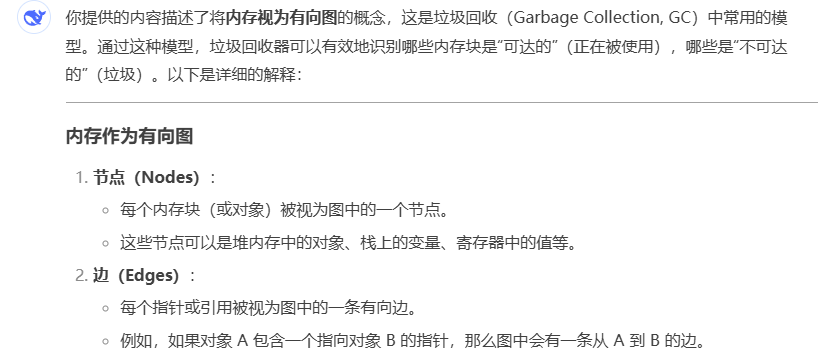 你提供的内容描述了将内存视为有向图的概念，这是垃圾回收（Garbage Collection, GC）中常用的模
型。通过这种模型，垃圾回收器可以有效地识别哪些内存块是“可达的”（正在被使用），哪些是“不可达
的”（垃圾）。以下是详细的解释：
内存作为有向图
1. 节点（Nodes）：
○ 每个内存块（或对象）被视为图中的一个节点。
○ 这些节点可以是堆内存中的对象、栈上的变量、寄存器中的值等。
2. 边（Edges）：
○ 每个指针或引用被视为图中的一条有向边。
○ 例如，如果对象 A 包含一个指向对象 B 的指针，那么图中会有一条从 A 到 B 的边。